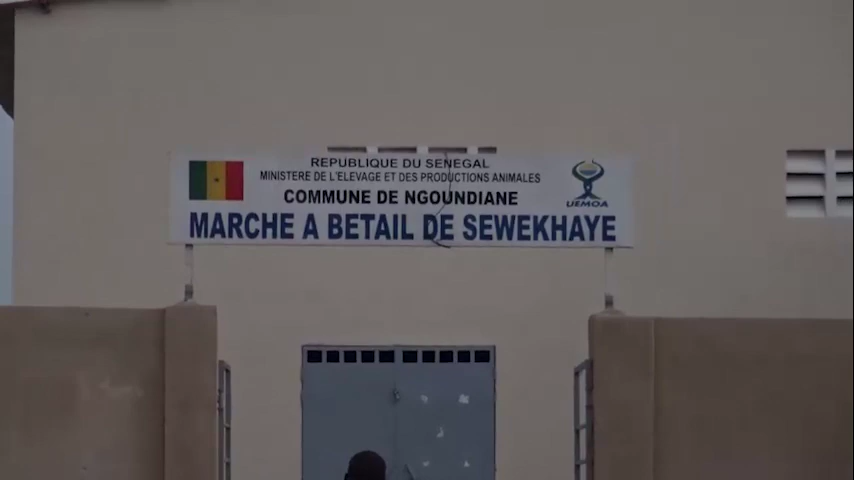 REPUBLIQUE DU SENEGAL
MINISTERE DE L'ELEVAGE ET DES PRODUCTIONS ANIMALES
COMMUNE DE NGOUNDIANE
UEMOA
MARCHE A BETAIL DE SEWEKHAYE